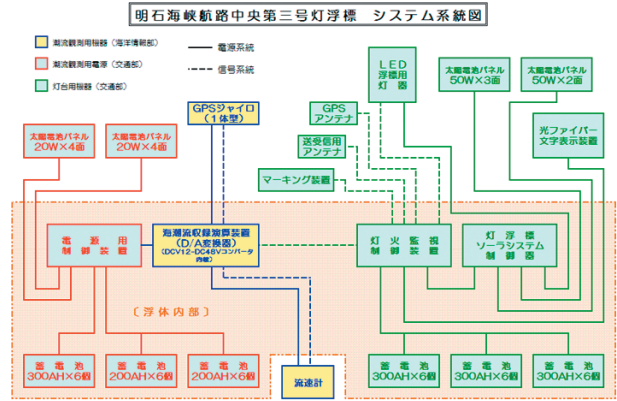 明石海峡航路中央第三号灯浮標 システム系統図
潮流観測用機器（海洋情報部）
潮流観測用電源（交通部）
灯台用機器（交通部）
電源系統
信号系統
GPSジャイロ
（1体型）
LED
浮標用
灯器
GPS
アンテナ
送受信用
アンテナ
マーキング装置
太陽電池パネル
50W×3面
太陽電池パネル
50W×2面
光ファイバー
文字表示装置
太陽電池パネル
20W×4面
太陽電池パネル
20W×4面
電源用
制御装置
海潮流収録演算装置
（D/A変換器）
（DCV12-DC48Vコンバータ
内蔵）
灯火監視
制御装置
灯浮標
ソーラシステム
制御器
〔浮体内部〕
蓄電池
300AH×6個
蓄電池
200AH×6個
蓄電池
200AH×6個
流速計
蓄電池
300AH×6個
蓄電池
300AH×6個
蓄電池
300AH×6個